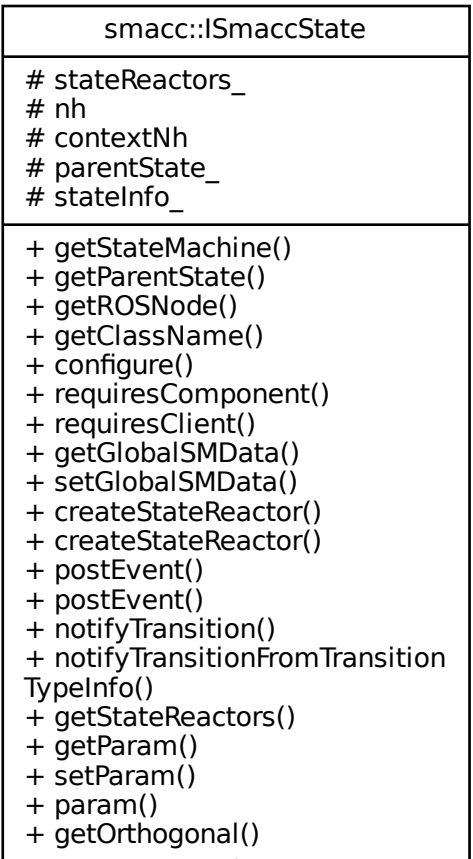 smacc::ISmaccState
# stateReactors_
# nh
# contextNh
# parentState_
# stateInfo_
+ getStateMachine()
+ getParentState()
+ getROSNode()
+ getClassName()
+ configure()
+ requiresComponent()
+ requiresClient()
+ getGlobalSMData()
+ setGlobalSMData()
+ createStateReactor()
+ createStateReactor()
+ postEvent()
+ postEvent()
+ notifyTransition()
+ notifyTransitionFromTransition
TypeInfo()
+ getStateReactors()
+ getParam()
+ setParam()
+ param()
+ getOrthogonal()